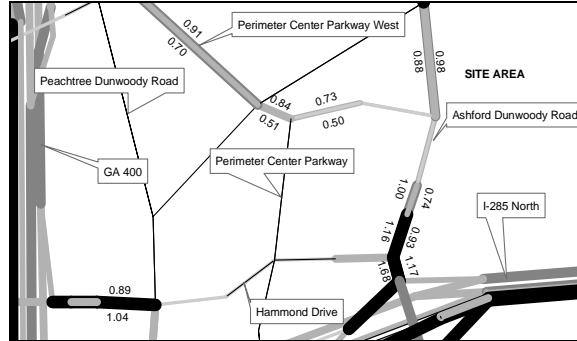 0.91
0.70
Perimeter Center Parkway West
0.98
0.88
SITE AREA
Peachtree Dunwoody Road
0.84
0.51
0.73
0.50
Ashford Dunwoody Road
GA 400
Perimeter Center Parkway
1.00
0.74
I-285 North
1.16
0.93
1.68
1.17
0.89
1.04
Hammond Drive